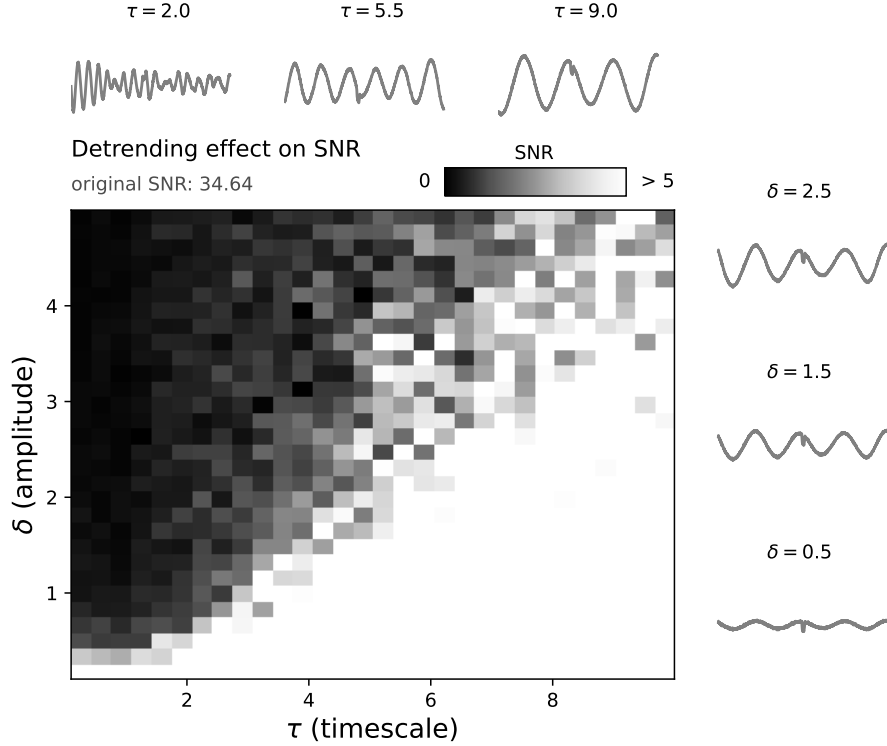 τ = 2.0
τ = 5.5
τ = 9.0
Detrending effect on SNR
original SNR: 34.64
SNR
0
> 5
δ = 2.5
δ = 1.5
δ = 0.5
4
3
2
1
δ (amplitude)
2
4
6
8
τ (timescale)